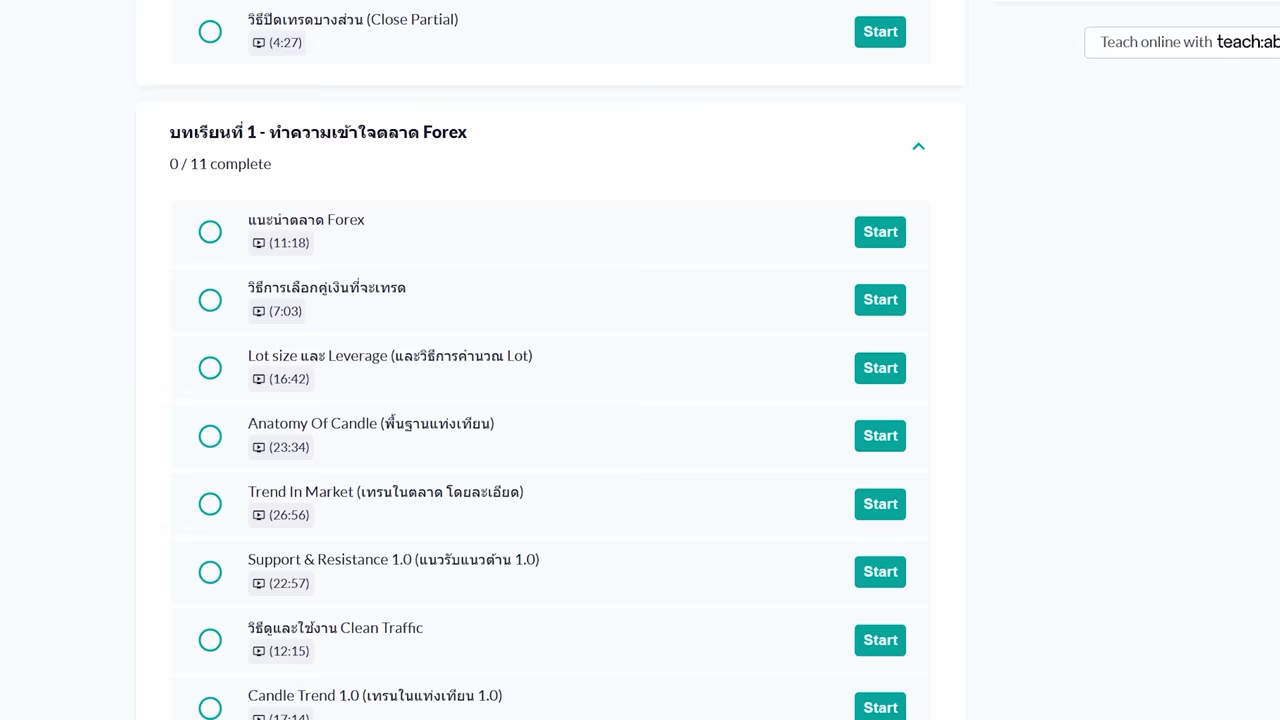 วิธีปิดเทรดบางส่วน (Close Partial)
Start
(4:27)
Teach online with teach:ab
บทเรียนที่ 1 - ทำความเข้าใจตลาด Forex
0 / 11 complete
แนะนำตลาด Forex
Start
(11:18)
วิธีการเลือกคู่เงินที่จะเทรด
Start
(7:03)
Lot size และ Leverage (และวิธีการคำนวณ Lot)
Start
(16:42)
Anatomy Of Candle (พื้นฐานแท่งเทียน)
Start
(23:34)
Trend In Market (เทรนในตลาด โดยละเอียด)
Start
(26:56)
Support & Resistance 1.0 (แนวรับแนวต้าน 1.0)
Start
(22:57)
วิธีดูและใช้งาน Clean Traffic
Start
(12:15)
Candle Trend 1.0 (เทรนในแท่งเทียน 1.0)
Start
(17:14)